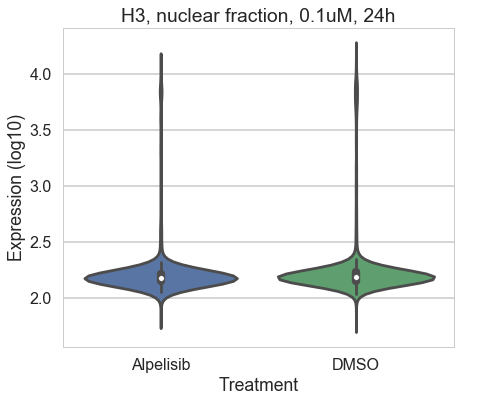 H3, nuclear fraction, 0.1uM, 24h
Expression (log10)
4.0
3.5
3.0
2.5
2.0
Alpelisib DMSO
Treatment